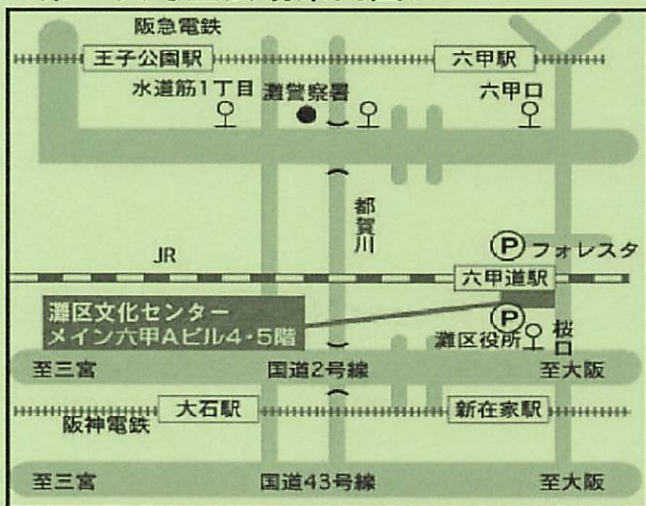 阪急電鉄
王子公園駅
六甲駅
水道筋1丁目
灘警察署
六甲口
都賀川
P フォレスタ
JR
六甲道駅
灘区文化センター
メイン六甲Aビル4・5階
P
灘区役所
桜口
至三宮
国道2号線
至大阪
大石駅
新在家駅
阪神電鉄
至三宮
国道43号線
至大阪